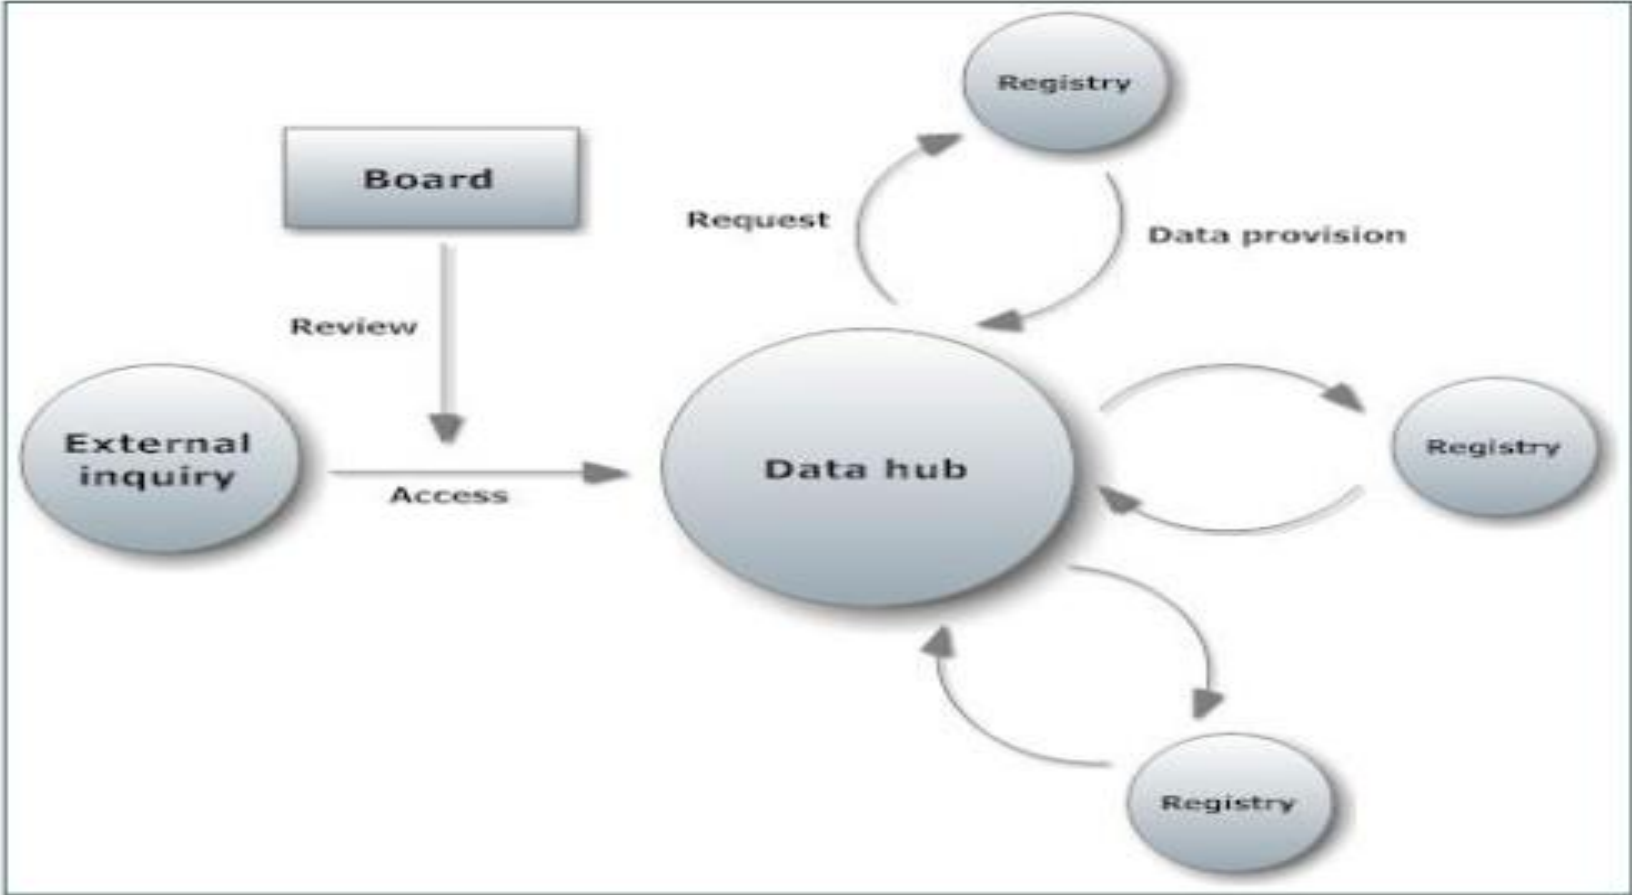 Registry
Board
Request
Data provision
Review
External
inquiry
Access
Data hub
Registry
Registry